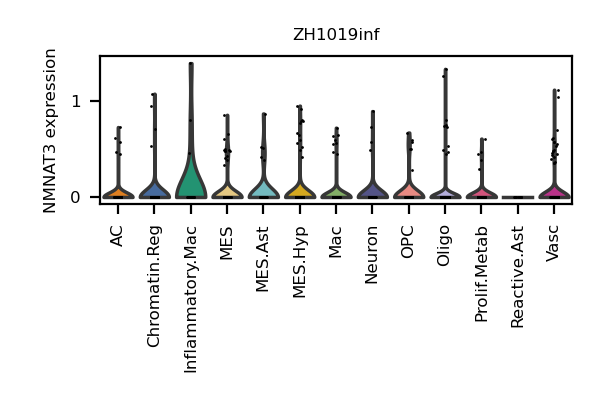 ZH1019inf
NMNAT3 expression
1
0
AC
Chromatin.Reg
Inflammatory.Mac
MES
MES.Ast
MES.Hyp
Mac
Neuron
OPC
Oligo
Prolif.Metab
Reactive.Ast
Vasc